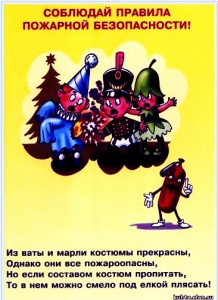 СОБЛЮДАЙ ПРАВИЛА
ПОЖАРНОЙ БЕЗОПАСНОСТИ!
Из ваты и марли костюмы прекрасны,
Однако они все пожароопасны,
Но если составом костюм пропитать,
То в нем можно смело под елкой плясать!